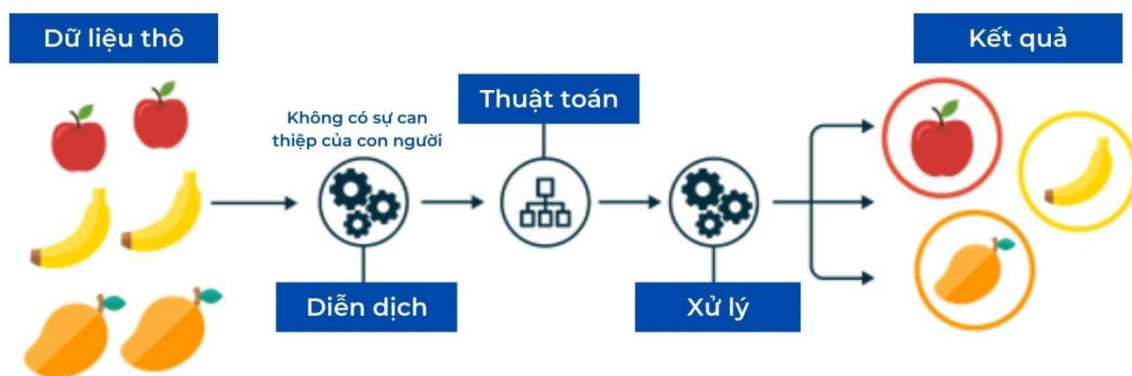 Dữ liệu thô
Không có sự can
thiệp của con người
Diễn dịch
Thuật toán
Xử lý
Kết quả